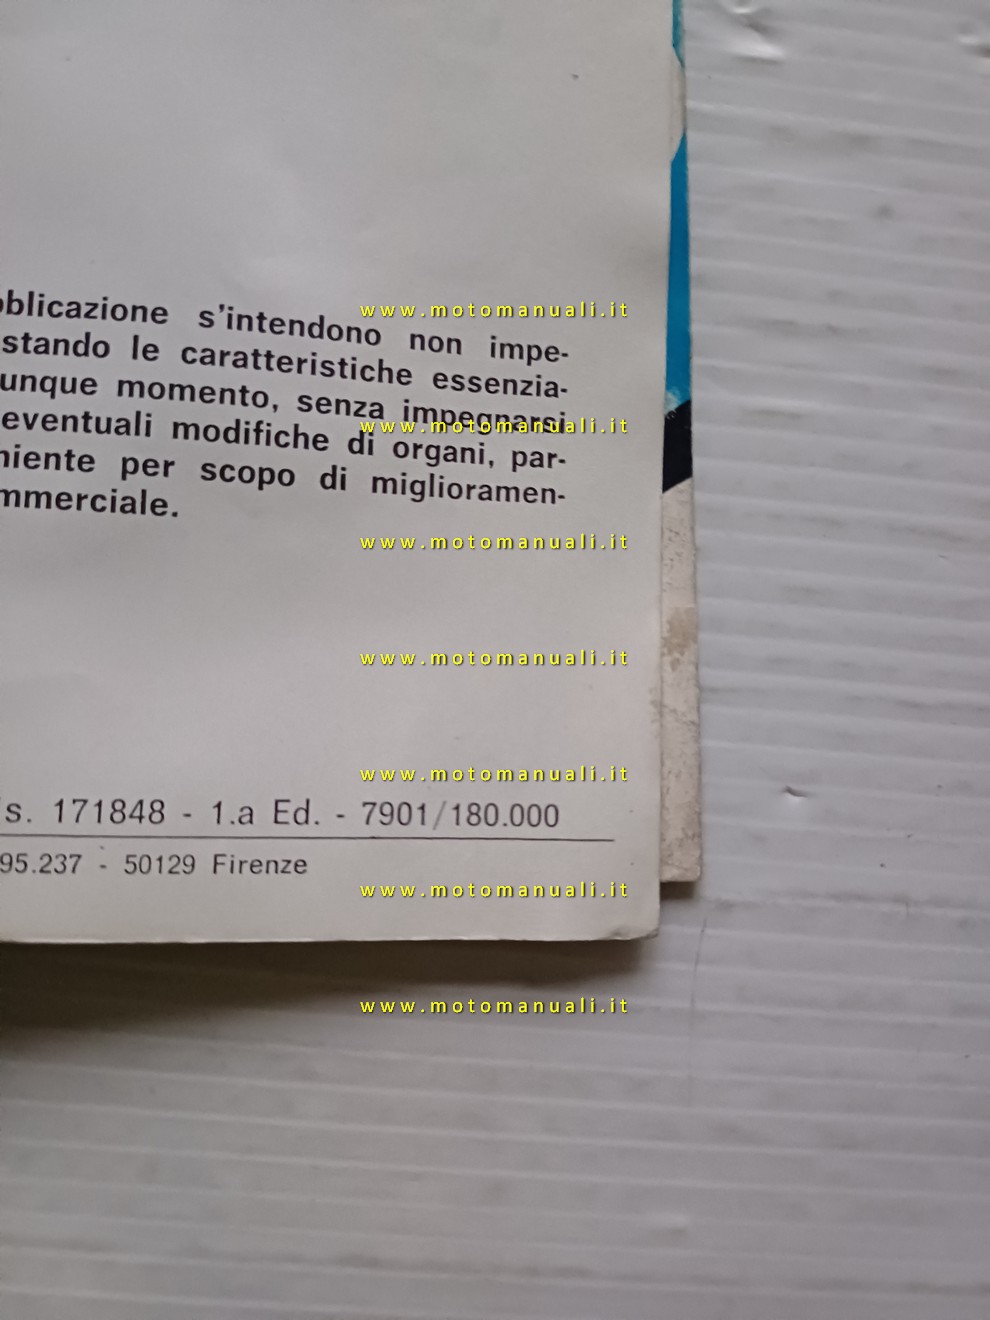 blicazione s'intendono non impe-
stando le caratteristiche essenzia-
unque momento, senza impegnarsi
eventuali modifiche di organi, par-
niente per scopo di miglioramen-
mmerciale.
s. 171848 - 1.a Ed. - 7901/180.000
95.237 - 50129 Firenze
www.motomanuali.it
www.motomanuali.it
www.motomanuali.it
www.motomanuali.it
www.motomanuali.it
www.motomanuali.it
www.motomanuali.it